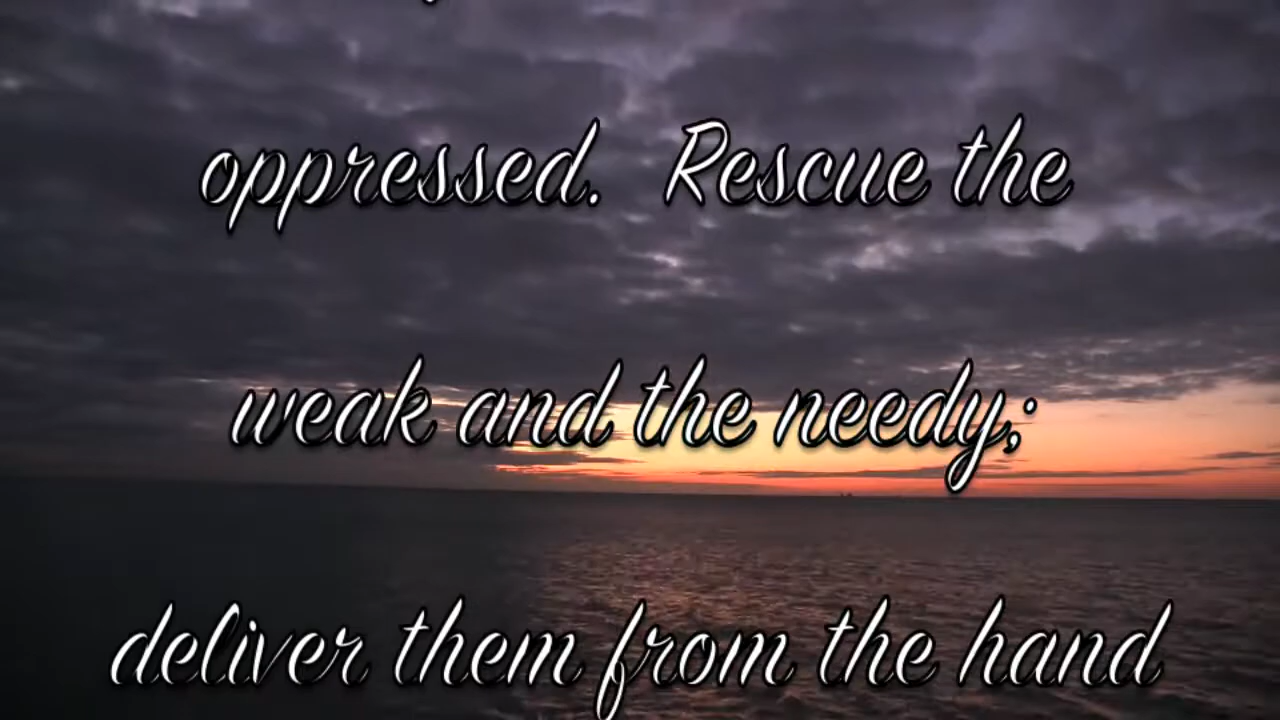 oppressed. Rescue the
weak and the needy;
deliver them from the hand